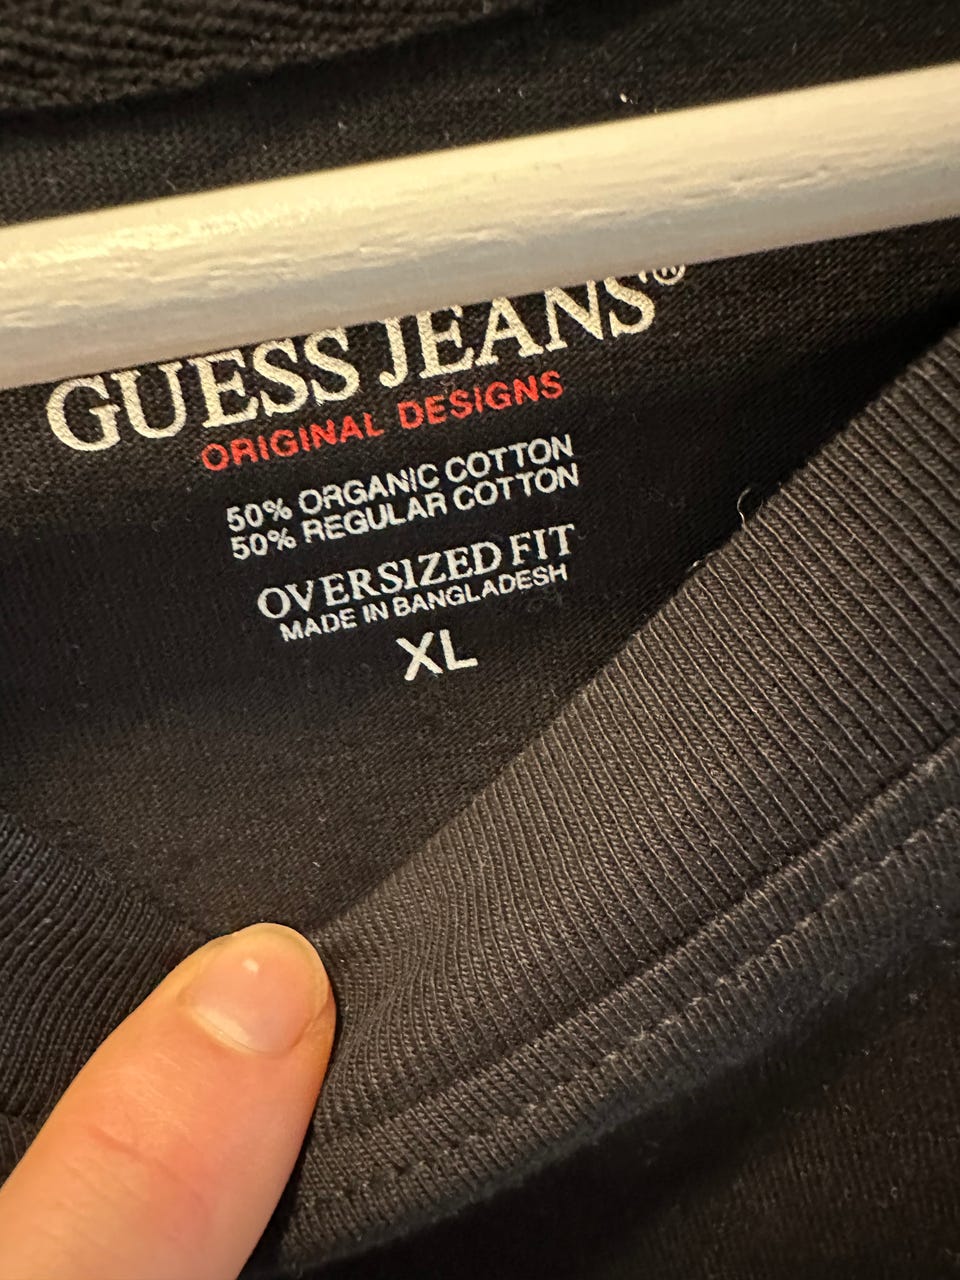 GUESS JEANS®
ORIGINAL DESIGNS
50% ORGANIC COTTON
50% REGULAR COTTON
OVERSIZED FIT
MADE IN BANGLADESH
XL